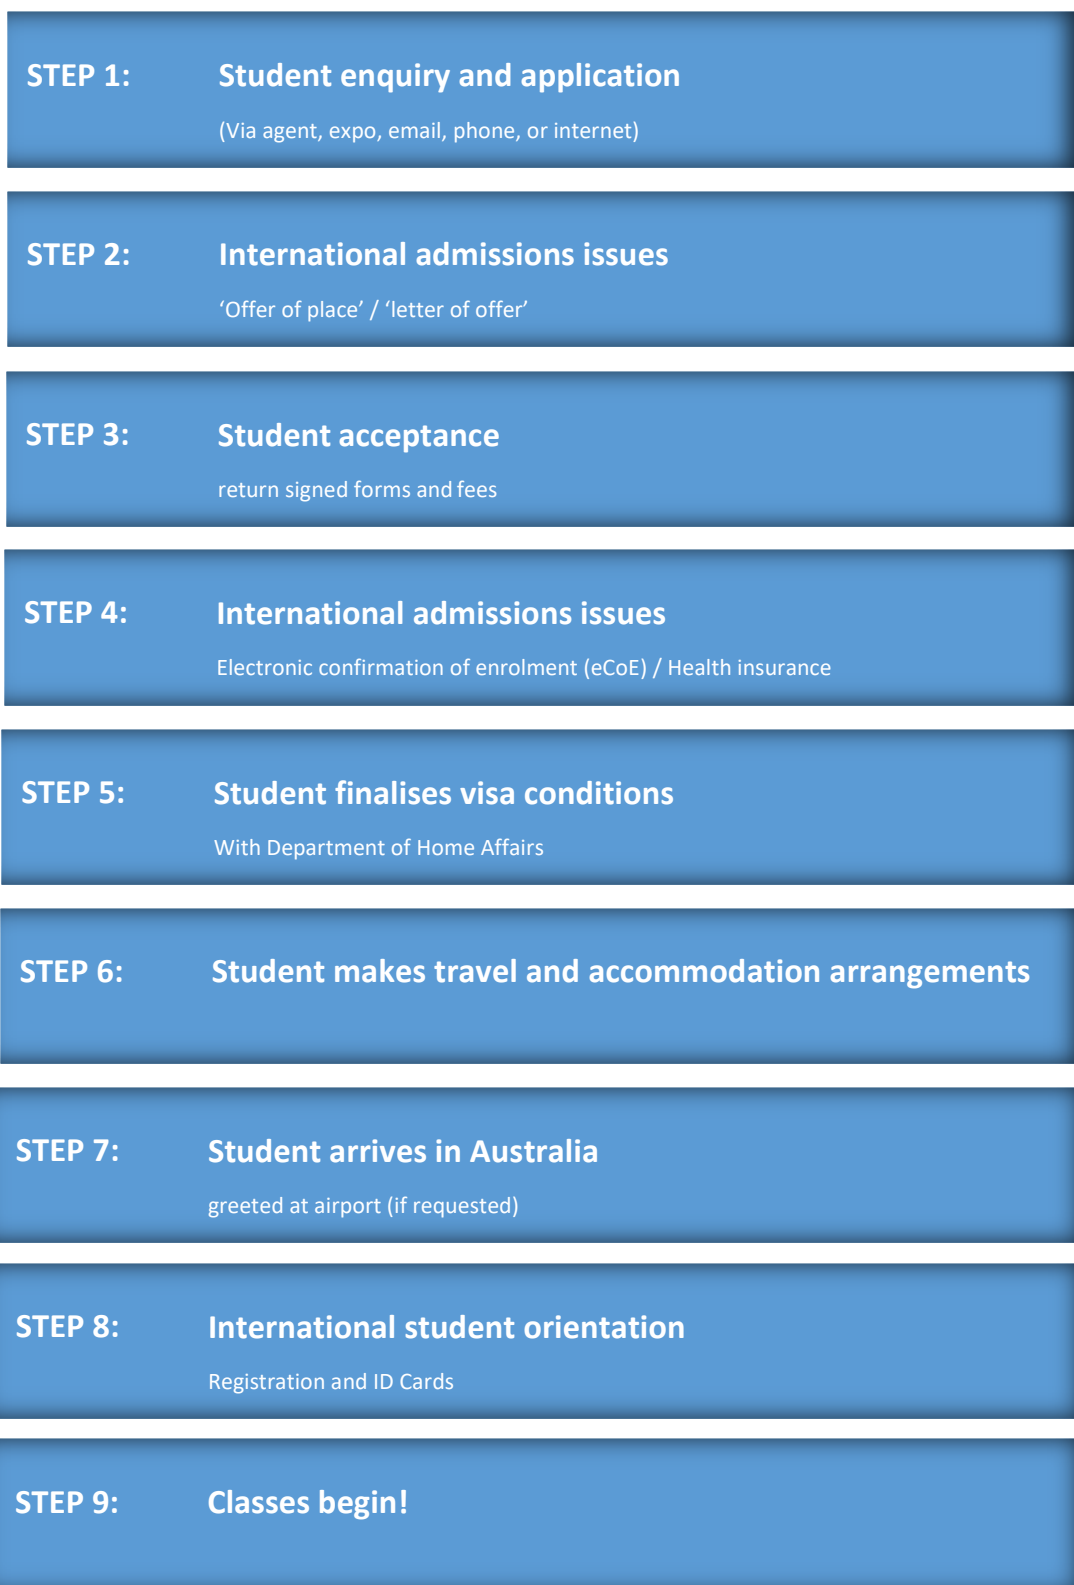 STEP 1: Student enquiry and application
(Via agent, expo, email, phone, or internet)
STEP 2: International admissions issues
‘Offer of place’ / ‘letter of offer’
STEP 3: Student acceptance
return signed forms and fees
STEP 4: International admissions issues
Electronic confirmation of enrolment (eCoE) / Health insurance
STEP 5: Student finalises visa conditions
With Department of Home Affairs
STEP 6: Student makes travel and accommodation arrangements
STEP 7: Student arrives in Australia
greeted at airport (if requested)
STEP 8: International student orientation
Registration and ID Cards
STEP 9: Classes begin!